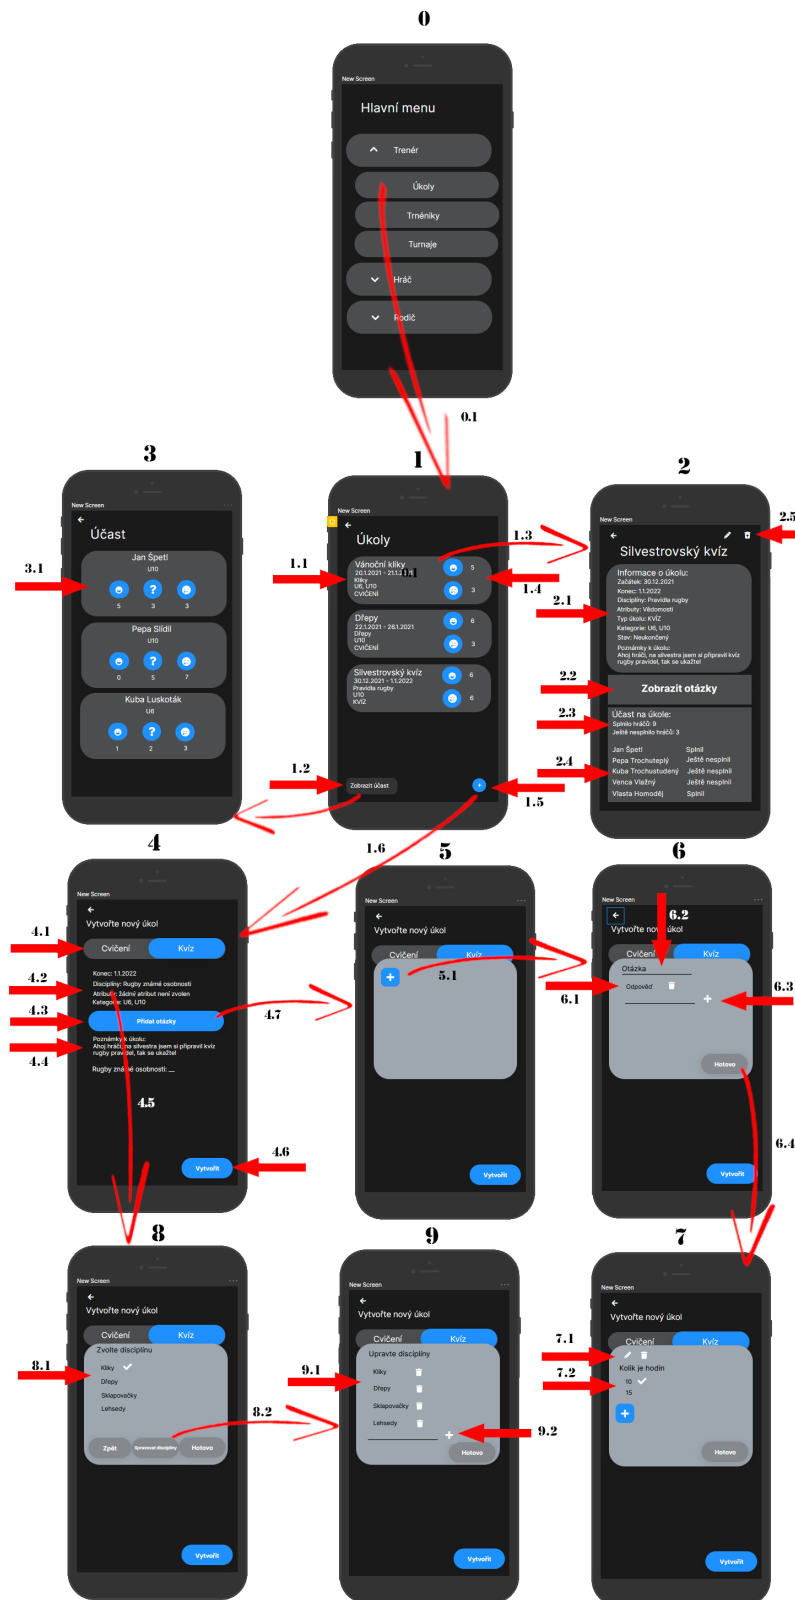 0
New Screen
Hlavní menu
Trenér
Úkoly
Trnéniky
Turnaje
Hráč
Rodič
0.1
3
New Screen
Účast
Jan Špetl
U10
5 3 3
3.1
Pepa Slídil
U10
0 5 7
Kuba Luskoták
U6
1 2 3
1
New Screen
Úkoly
1.1
Vánoční kliky
20.1.2021 - 21.1.2021
Kliky
U6, U10
CVIČENÍ
0.1
5
3
1.3
1.4
Dřepy
22.1.2021 - 26.1.2021
Dřepy
U10
CVIČENÍ
6
3
Silvestrovský kvíz
30.12.2021 - 1.1.2022
Pravidla rugby
U10
KVÍZ
6
6
1.2
Zobrazit účast
+
1.5
1.6
2
New Screen
2.5
Silvestrovský kvíz
Informace o úkolu:
Začátek: 30.12.2021
Konec: 1.1.2022
Disciplíny: Pravidla rugby
Atributy: Vědomosti
Typ úkolu: KVÍZ
Kategorie: U6, U10
Stav: Neukončený
Poznámky k úkolu:
Ahoj hráči, na silvestra jsem si připravil kvíz
rugby pravidel, tak se ukažte!
2.1
2.2
Zobrazit otázky
2.3
Účast na úkole:
Splnilo hráčů: 9
Ještě nesplnilo hráčů: 3
2.4
Jan Špetl Splnil
Pepa Trochuteplý Ještě nesplnil
Kuba Trochustudený Ještě nesplnil
Venca Vlažný Ještě nesplnil
Vlasta Homoděj Splnil
4
New Screen
Vytvořte nový úkol
4.1
Cvičení Kvíz
4.2
Konec: 1.1.2022
Disciplíny: Rugby známé osobnosti
Atributy: žádný atribut není zvolen
Kategorie: U6, U10
4.3
Přidat otázky
4.7
4.4
Poznámky k úkolu:
Ahoj hráči, na silvestra jsem si připravil kvíz
rugby pravidel, tak se ukažte!
Rugby známé osobnosti: __
4.5
4.6
Vytvořit
5
New Screen
Vytvořte nový úkol
Cvičení Kvíz
+
5.1
Vytvořit
6
New Screen
6.2
Vytvořte nový úkol
Cvičení Kvíz
Otázka
6.1
Odpověď
+
6.3
Hotovo
6.4
Vytvořit
8
New Screen
Vytvořte nový úkol
Cvičení Kvíz
Zvolte disciplínu
8.1
Kliky
Dřepy
Sklapovačky
Lehsedy
8.2
Zpět Spravovat disciplíny Hotovo
Vytvořit
9
New Screen
Vytvořte nový úkol
Cvičení Kvíz
Upravte disciplíny
9.1
Kliky
Dřepy
Sklapovačky
Lehsedy
+
9.2
Hotovo
Vytvořit
7
New Screen
Vytvořte nový úkol
Cvičení Kvíz
7.1
Kolik je hodin
7.2
10
15
+
Hotovo
Vytvořit